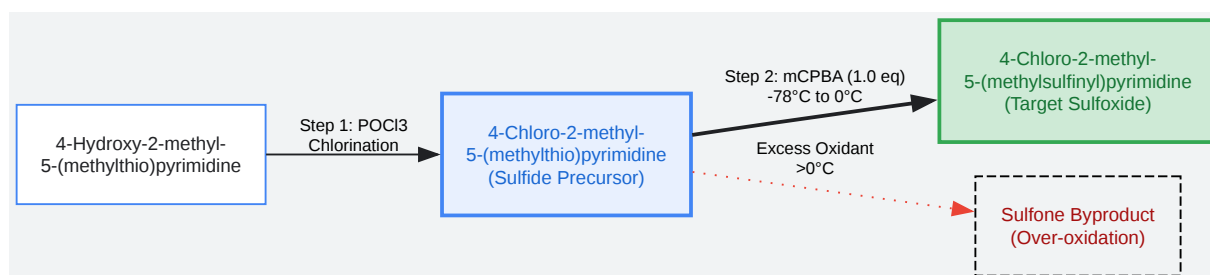 4-Hydroxy-2-methyl-
5-(methylthio)pyrimidine
Step 1: POCl3
Chlorination
4-Chloro-2-methyl-
5-(methylthio)pyrimidine
(Sulfide Precursor)
Step 2: mCPBA (1.0 eq)
-78°C to 0°C
Excess Oxidant
>0°C
4-Chloro-2-methyl-
5-(methylsulfinyl)pyrimidine
(Target Sulfoxide)
Sulfone Byproduct
(Over-oxidation)